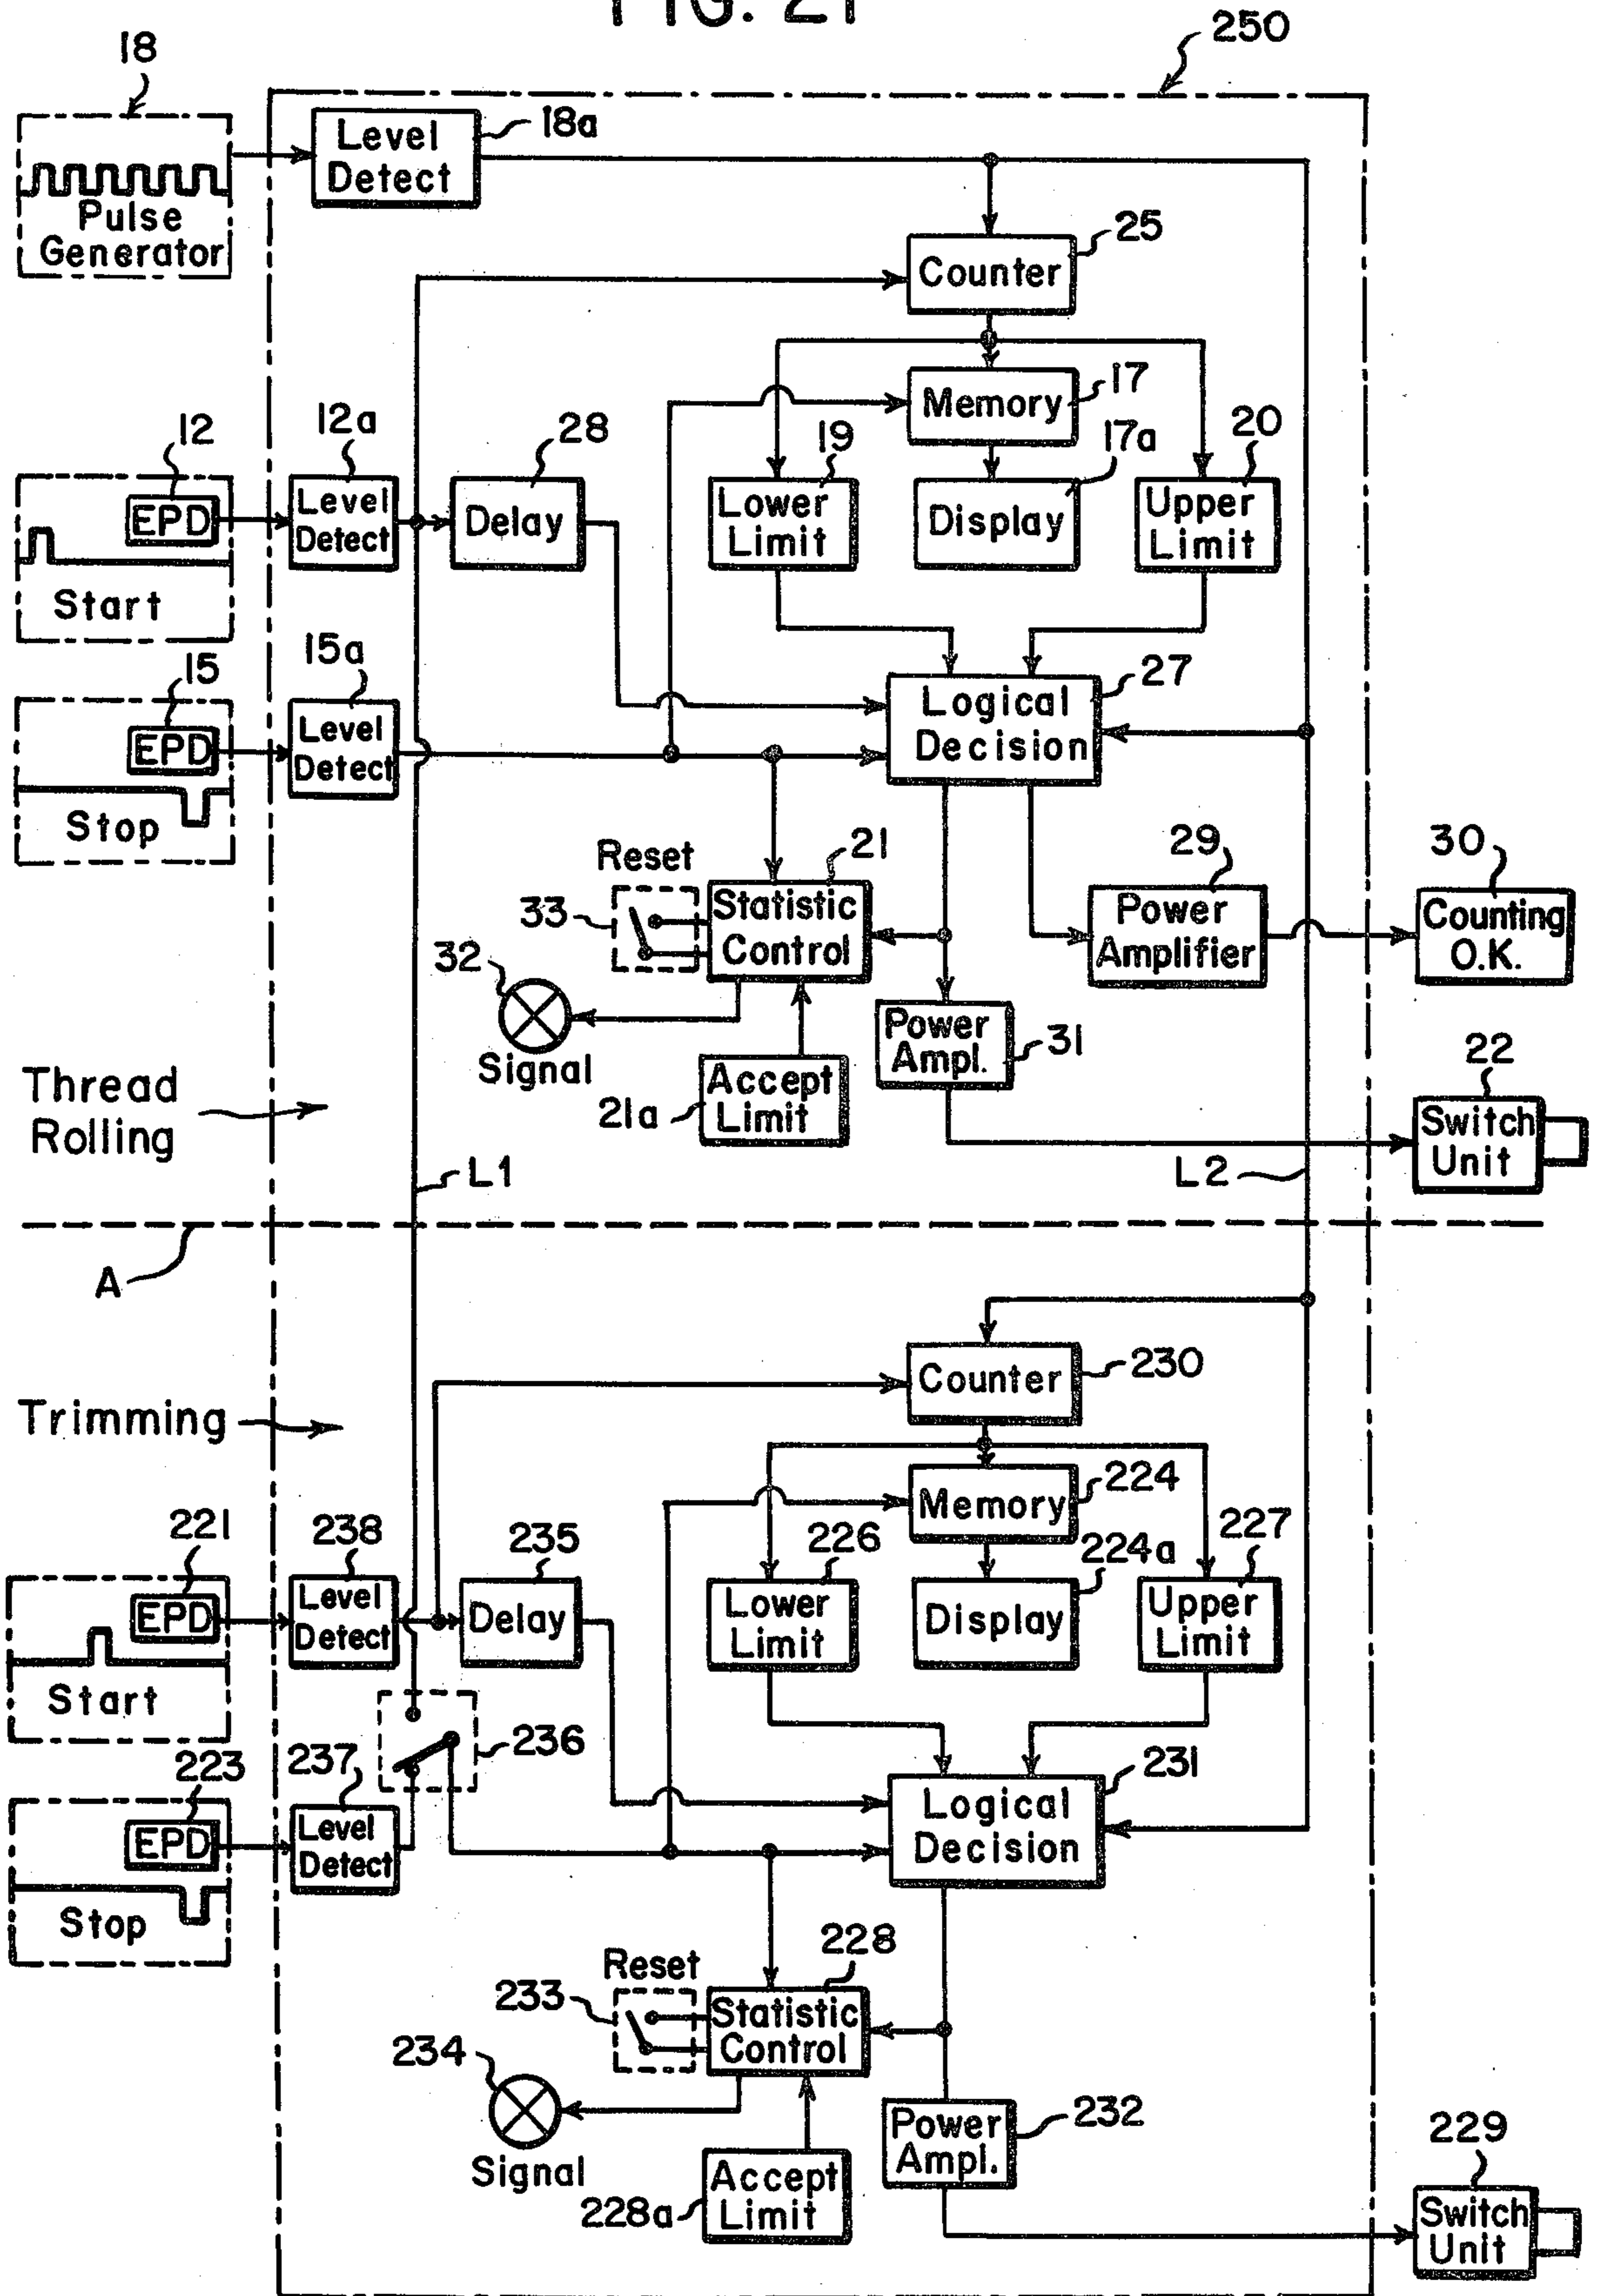 FIG. 21
250
18
Level
Detect
18a
Pulse
Generator
25
Counter
Memory
17
12
12a
28
19
17a
20
EPD
Level
Detect
Delay
Lower
Limit
Display
Upper
Limit
Start
15
15a
27
EPD
Level
Detect
Logical
Decision
Stop
Reset
21
29
30
33
Statistic
Control
Power
Amplifier
Counting
O.K.
32
Signal
Power
Ampl.
31
22
Accept
Limit
21a
Switch
Unit
Thread
Rolling
L1
L2
A
Counter
230
Trimming
Memory
224
221
238
235
226
224a
227
EPD
Level
Detect
Delay
Lower
Limit
Display
Upper
Limit
Start
236
223
237
231
EPD
Level
Detect
Logical
Decision
Stop
Reset
228
233
Statistic
Control
234
Signal
Power
Ampl.
232
229
228a
Accept
Limit
Switch
Unit